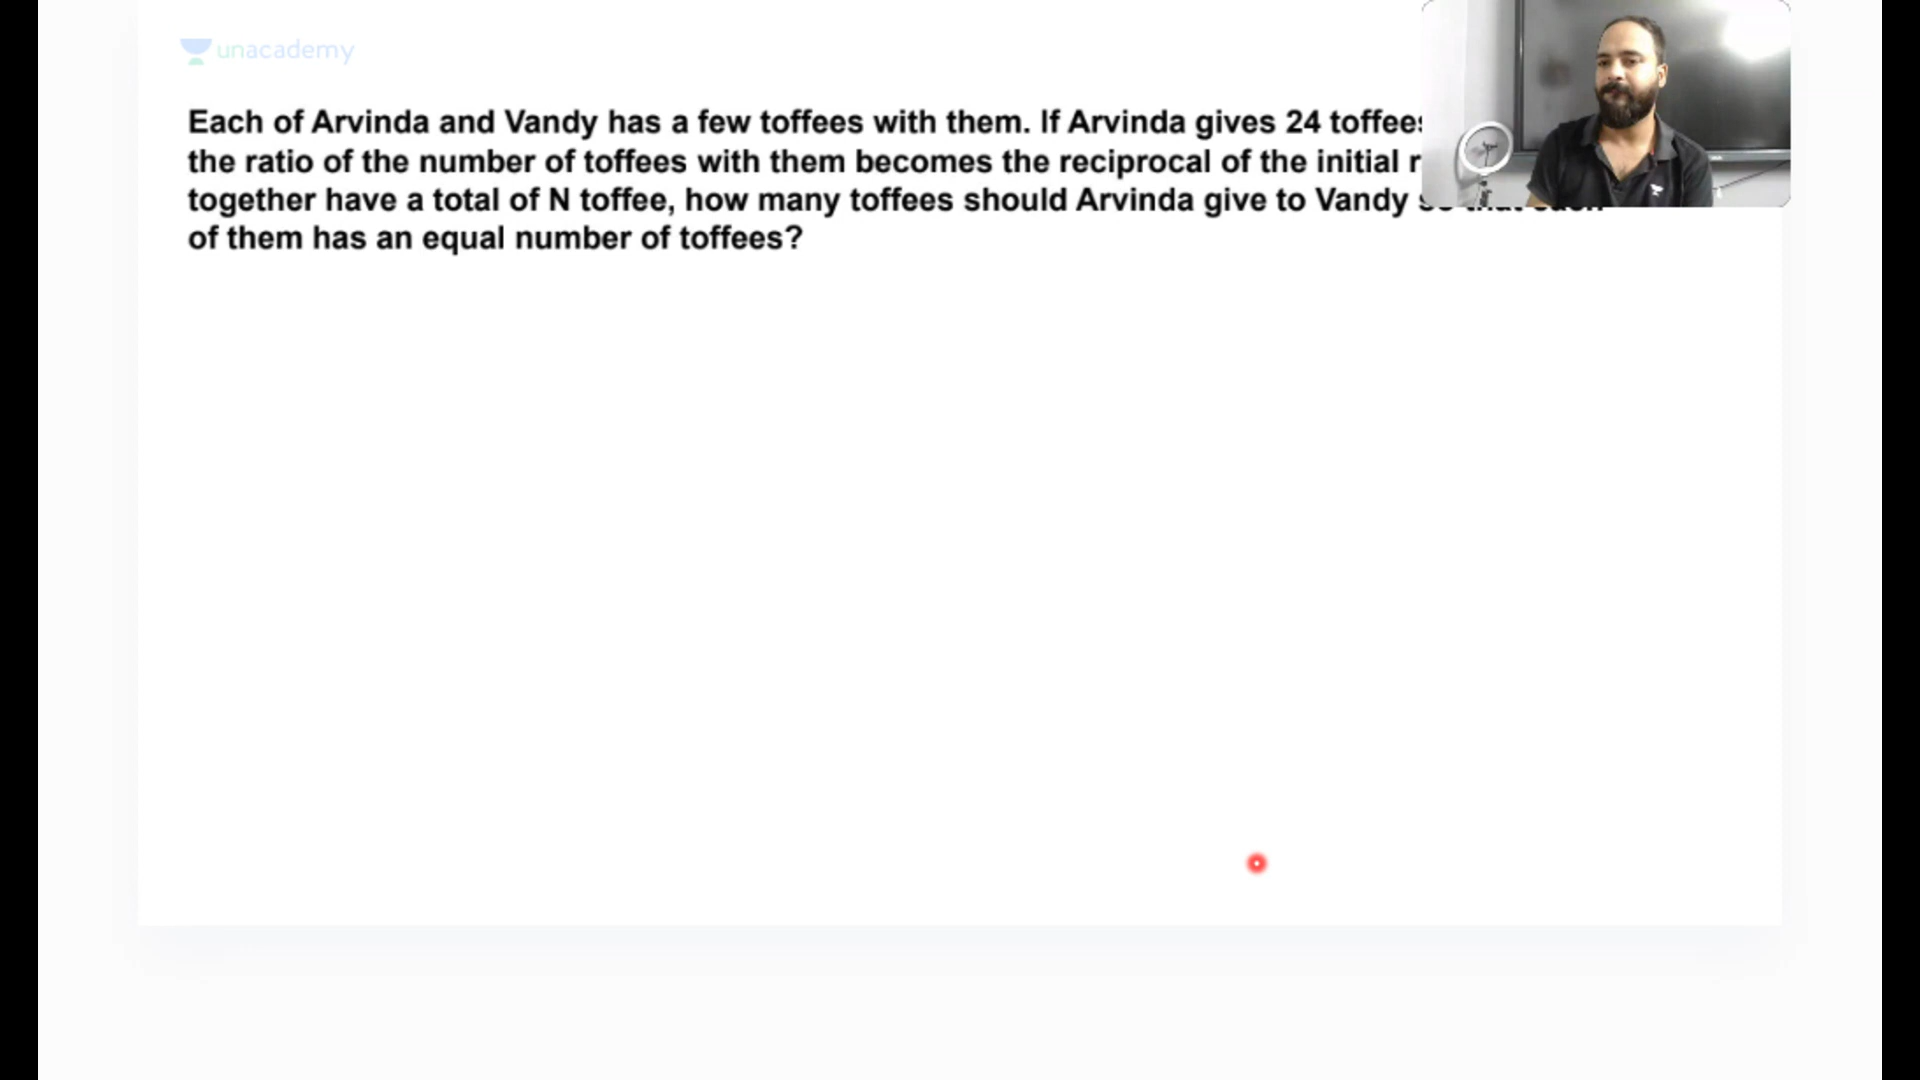 unacademy
Each of Arvinda and Vandy has a few toffees with them. If Arvinda gives 24 toffees
the ratio of the number of toffees with them becomes the reciprocal of the initial
together have a total of N toffee, how many toffees should Arvinda give to Vandy
of them has an equal number of toffees?